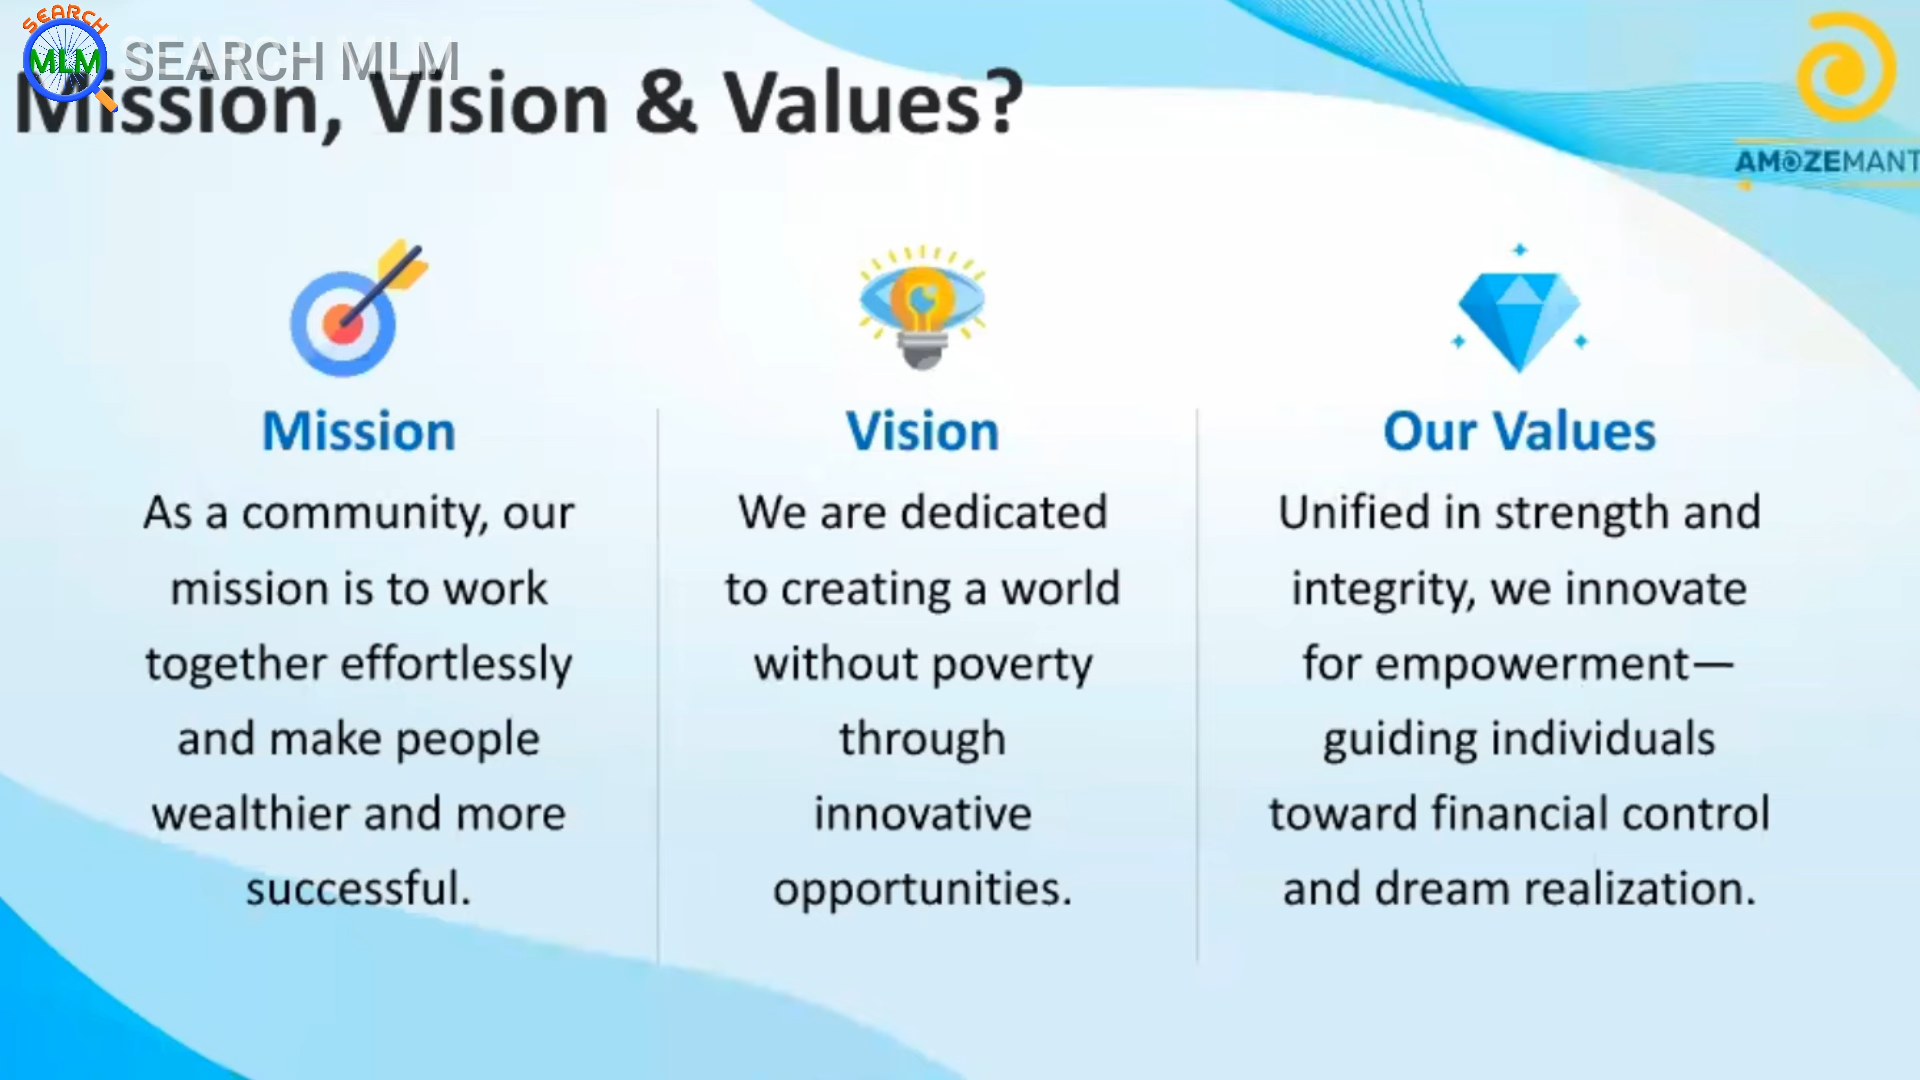 SEARCH
MLM
SEARCH MLM
Mission, Vision & Values?
AMOZEMANT
Mission
As a community, our
mission is to work
together effortlessly
and make people
wealthier and more
successful.
Vision
We are dedicated
to creating a world
without poverty
through
innovative
opportunities.
Our Values
Unified in strength and
integrity, we innovate
for empowerment—
guiding individuals
toward financial control
and dream realization.